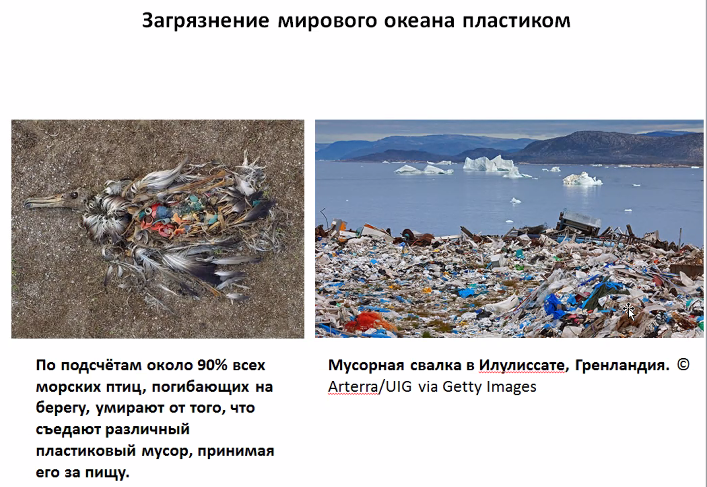 Загрязнение мирового океана пластиком
По подсчётам около 90% всех
морских птиц, погибающих на
берегу, умирают от того, что
съедают различный
пластиковый мусор, принимая
его за пищу.
Мусорная свалка в Илулиссате, Гренландия. ©
Arterra/UIG via Getty Images